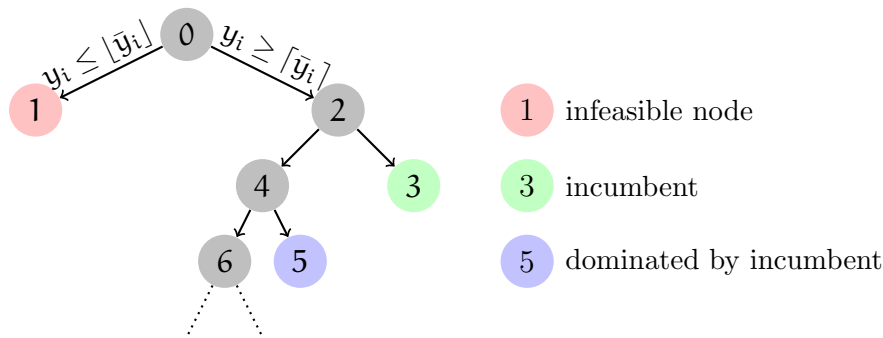 0
y_i ≤ ⌊ȳ_i⌋
y_i ≥ ⌈ȳ_i⌉
1
2
1 infeasible node
4
3
3 incumbent
6
5
5 dominated by incumbent